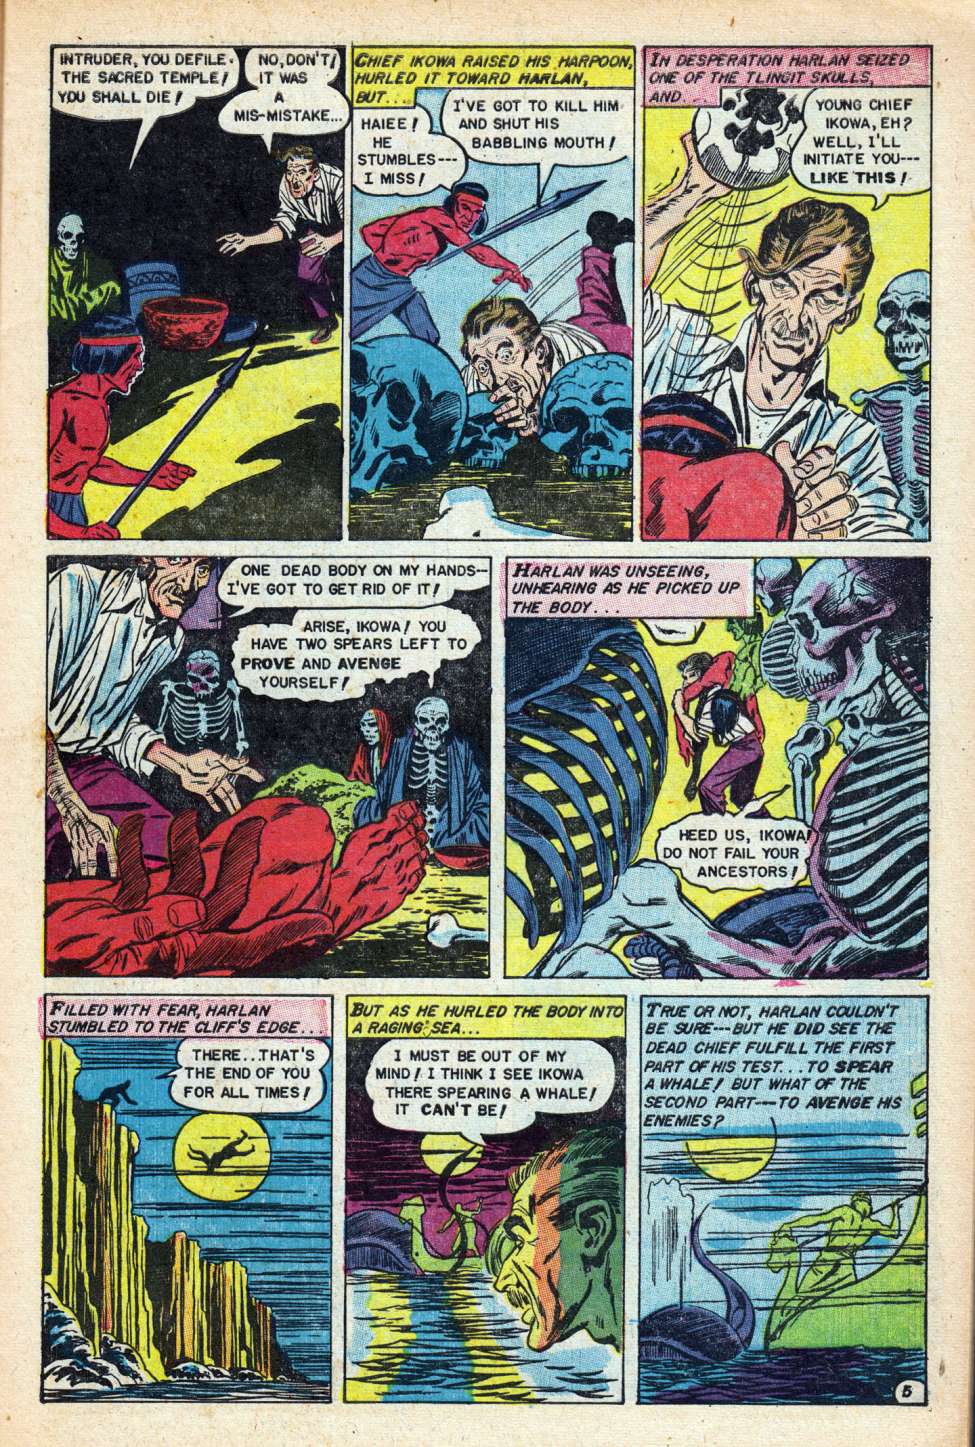 INTRUDER, YOU DEFILE
THE SACRED TEMPLE!
YOU SHALL DIE!
NO, DON'T!
IT WAS
A
MIS-MISTAKE...
CHIEF IKOWA RAISED HIS HARPOON,
HURLED IT TOWARD HARLAN,
BUT...
HAIEE!
HE
STUMBLES---
I MISS!
I'VE GOT TO KILL HIM
AND SHUT HIS
BABBLING MOUTH!
IN DESPERATION HARLAN SEIZED
ONE OF THE TLINGIT SKULLS,
AND
YOUNG CHIEF
IKOWA, EH?
WELL, I'LL
INITIATE YOU---
LIKE THIS!
ONE DEAD BODY ON MY HANDS--
I'VE GOT TO GET RID OF IT!
ARISE, IKOWA! YOU
HAVE TWO SPEARS LEFT TO
PROVE AND AVENGE
YOURSELF!
HARLAN WAS UNSEEING,
UNHEARING AS HE PICKED UP
THE BODY...
HEED US, IKOWA!
DO NOT FAIL YOUR
ANCESTORS!
FILLED WITH FEAR, HARLAN
STUMBLED TO THE CLIFF'S EDGE...
THERE...THAT'S
THE END OF YOU
FOR ALL TIMES!
BUT AS HE HURLED THE BODY INTO
A RAGING SEA...
I MUST BE OUT OF MY
MIND! I THINK I SEE IKOWA
THERE SPEARING A WHALE!
IT CAN'T BE!
TRUE OR NOT, HARLAN COULDN'T
BE SURE---BUT HE DID SEE THE
DEAD CHIEF FULFILL THE FIRST
PART OF HIS TEST...TO SPEAR
A WHALE! BUT WHAT OF THE
SECOND PART---TO AVENGE HIS
ENEMIES?
5